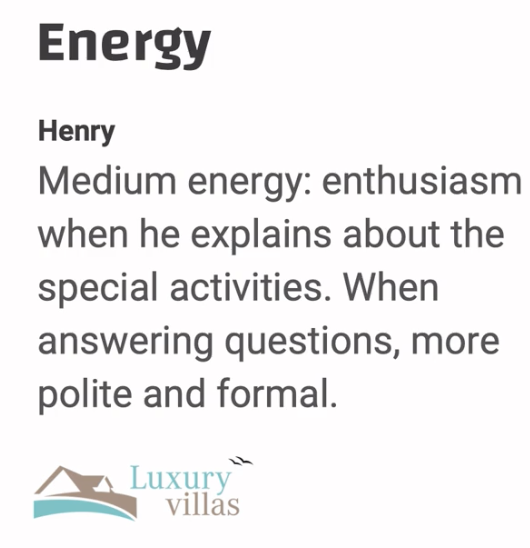 Energy
Henry
Medium energy: enthusiasm
when he explains about the
special activities. When
answering questions, more
polite and formal.
Luxury
villas